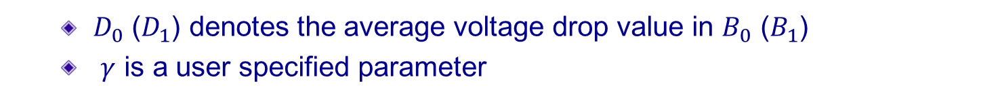 D₀ (D₁) denotes the average voltage drop value in B₀ (B₁)
γ is a user specified parameter